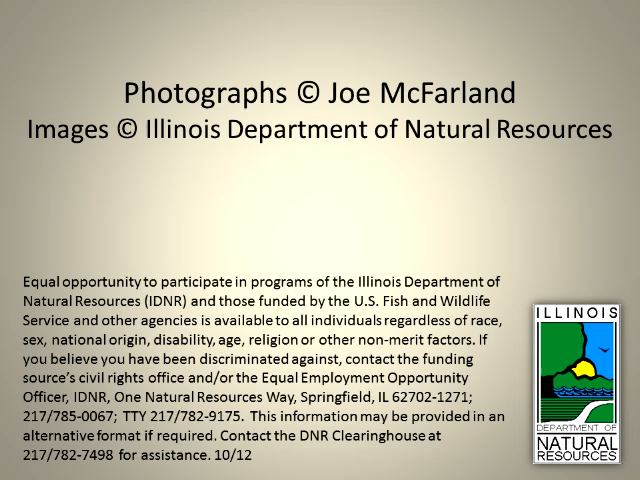 Photographs © Joe McFarland
Images © Illinois Department of Natural Resources
Equal opportunity to participate in programs of the Illinois Department of
Natural Resources (IDNR) and those funded by the U.S. Fish and Wildlife
Service and other agencies is available to all individuals regardless of race,
sex, national origin, disability, age, religion or other non-merit factors. If
you believe you have been discriminated against, contact the funding
source's civil rights office and/or the Equal Employment Opportunity
Officer, IDNR, One Natural Resources Way, Springfield, IL 62702-1271;
217/785-0067; TTY 217/782-9175. This information may be provided in an
alternative format if required. Contact the DNR Clearinghouse at
217/782-7498 for assistance. 10/12
ILLINOIS
DEPARTMENT OF
NATURAL
RESOURCES